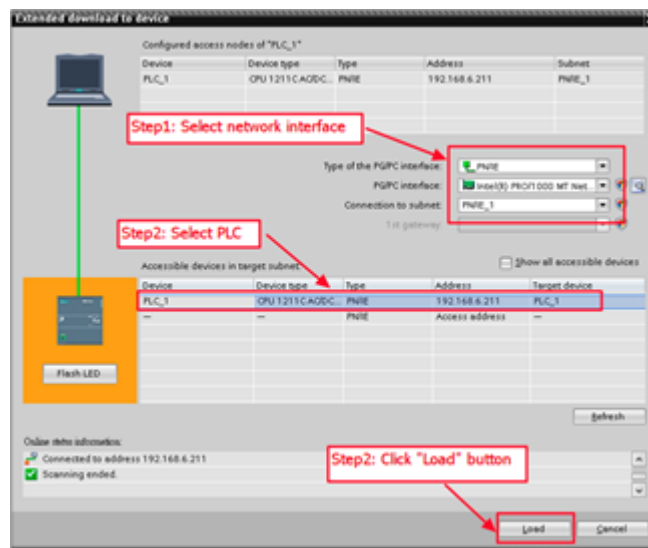 Extended download to device
Configured access nodes of "PLC_1"
Device Device type Type Address Subnet
PLC_1 CPU 1211C AC/DC... PN/IE 192.168.6.211 PN/IE_1
Step1: Select network interface
Type of the PG/PC interface: PN/IE
PG/PC interface: Intel(R) PRO/1000 MT Net...
Connection to subnet: PN/IE_1
1st gateway:
Step2: Select PLC
Show all accessible devices
Accessible devices in target subnet:
Device Device type Type Address Target device
PLC_1 CPU 1211C AC/DC... PN/IE 192.168.6.211 PLC_1
— — PN/IE Access address —
Flash LED
Refresh
Online status information:
Connected to address 192.168.6.211
Scanning ended.
Step2: Click "Load" button
Load Cancel